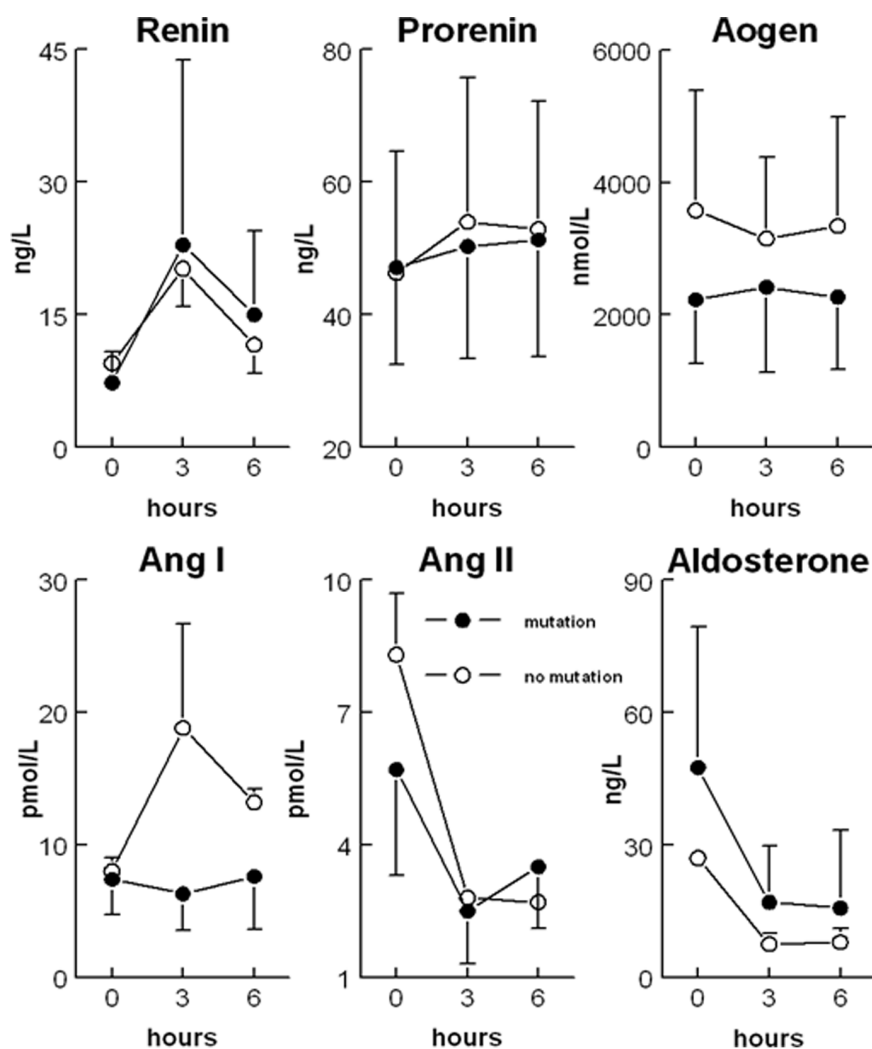 Renin
Prorenin
Aogen
45
30
15
0
ng/L
0 3 6
hours
80
60
40
20
ng/L
0 3 6
hours
6000
4000
2000
0
nmol/L
0 3 6
hours
Ang I
Ang II
Aldosterone
30
20
10
0
pmol/L
0 3 6
hours
10
7
4
1
pmol/L
mutation
no mutation
0 3 6
hours
90
60
30
0
ng/L
0 3 6
hours